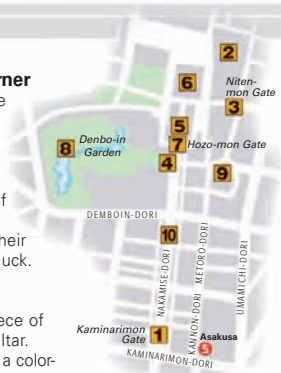 rner
e
f
heir
uck.
ece of
ltar.
a color-
2
6
Niten-
mon Gate
3
5
7
Hozo-mon Gate
8
Denbo-in
Garden
4
9
DEMBOIN-DORI
10
NAKAMISE-DORI
KANNON-DORI
METORO-DORI
UMAMICHI-DORI
Kaminarimon
Gate
1
Asakusa
KAMINARIMON-DORI